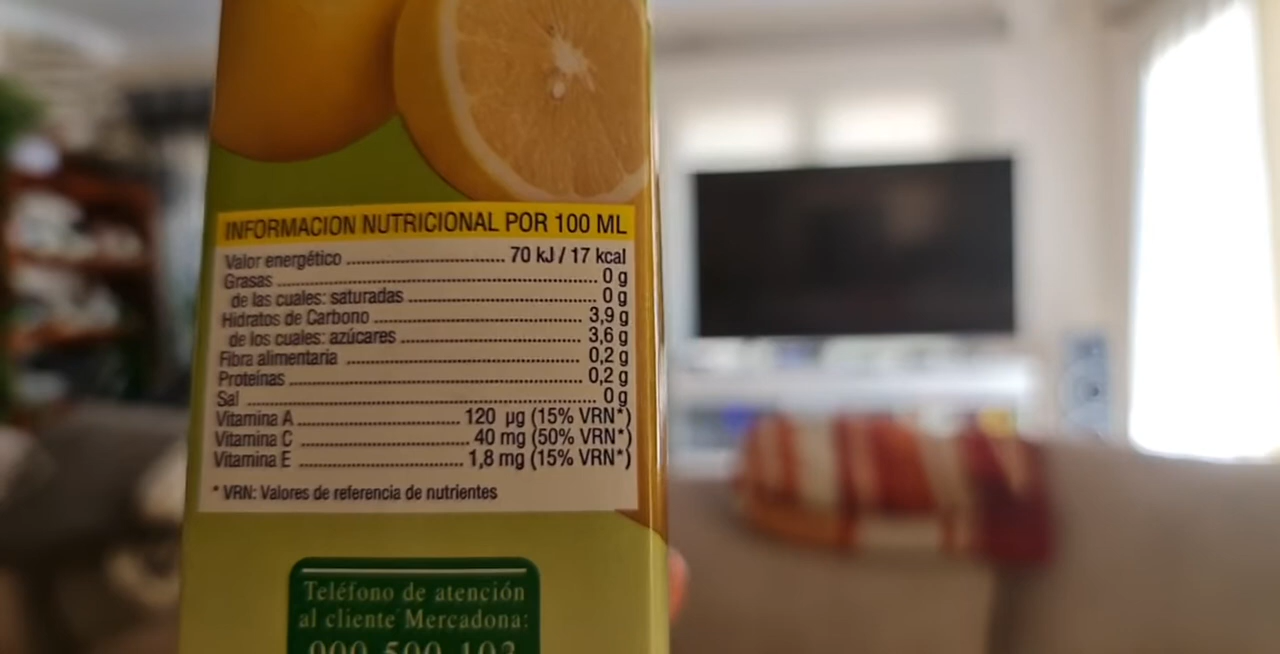 INFORMACION NUTRICIONAL POR 100 ML
Valor energético ........................................ 70 kJ / 17 kcal
Grasas ........................................ 0 g
de las cuales: saturadas ........................................ 0 g
Hidratos de Carbono ........................................ 3,9 g
de los cuales: azúcares ........................................ 3,6 g
Fibra alimentaria ........................................ 0,2 g
Proteínas ........................................ 0,2 g
Sal ........................................ 0 g
Vitamina A ........................................ 120 µg (15% VRN*)
Vitamina C ........................................ 40 mg (50% VRN*)
Vitamina E ........................................ 1,8 mg (15% VRN*)
* VRN: Valores de referencia de nutrientes
Teléfono de atención
al cliente Mercadona: